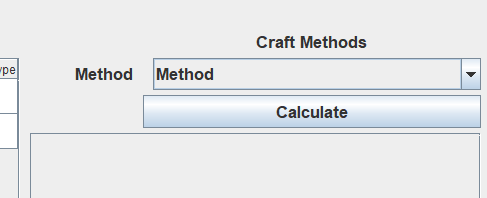 Craft Methods
ype
Method Method
Calculate